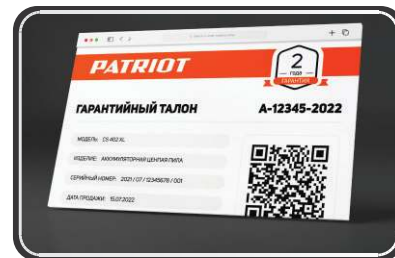 PATRIOT
2
ГОДА
ГАРАНТИЯ
ГАРАНТИЙНЫЙ ТАЛОН
A-12345-2022
МОДЕЛЬ: CS 402 XL
ИЗДЕЛИЕ: АККУМУЛЯТОРНАЯ ЦЕПНАЯ ПИЛА
СЕРИЙНЫЙ НОМЕР: 2021 / 07 / 12345678 / 001
ДАТА ПРОДАЖИ: 15.07.2022